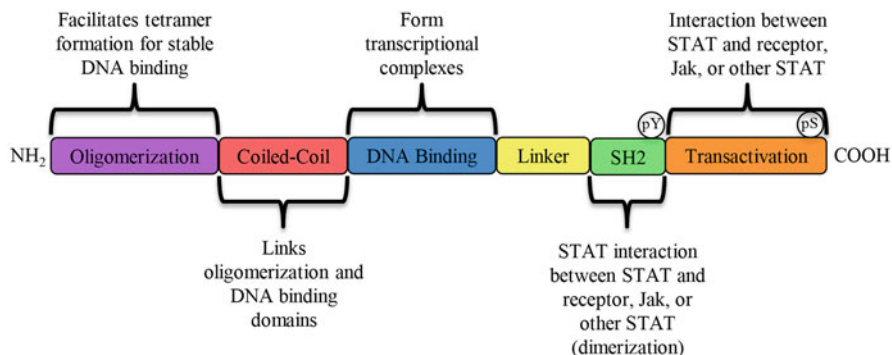 Facilitates tetramer
formation for stable
DNA binding
Form
transcriptional
complexes
Interaction between
STAT and receptor,
Jak, or other STAT
pY
pS
NH2 Oligomerization Coiled-Coil DNA Binding Linker SH2 Transactivation COOH
Links
oligomerization and
DNA binding
domains
STAT interaction
between STAT and
receptor, Jak, or
other STAT
(dimerization)